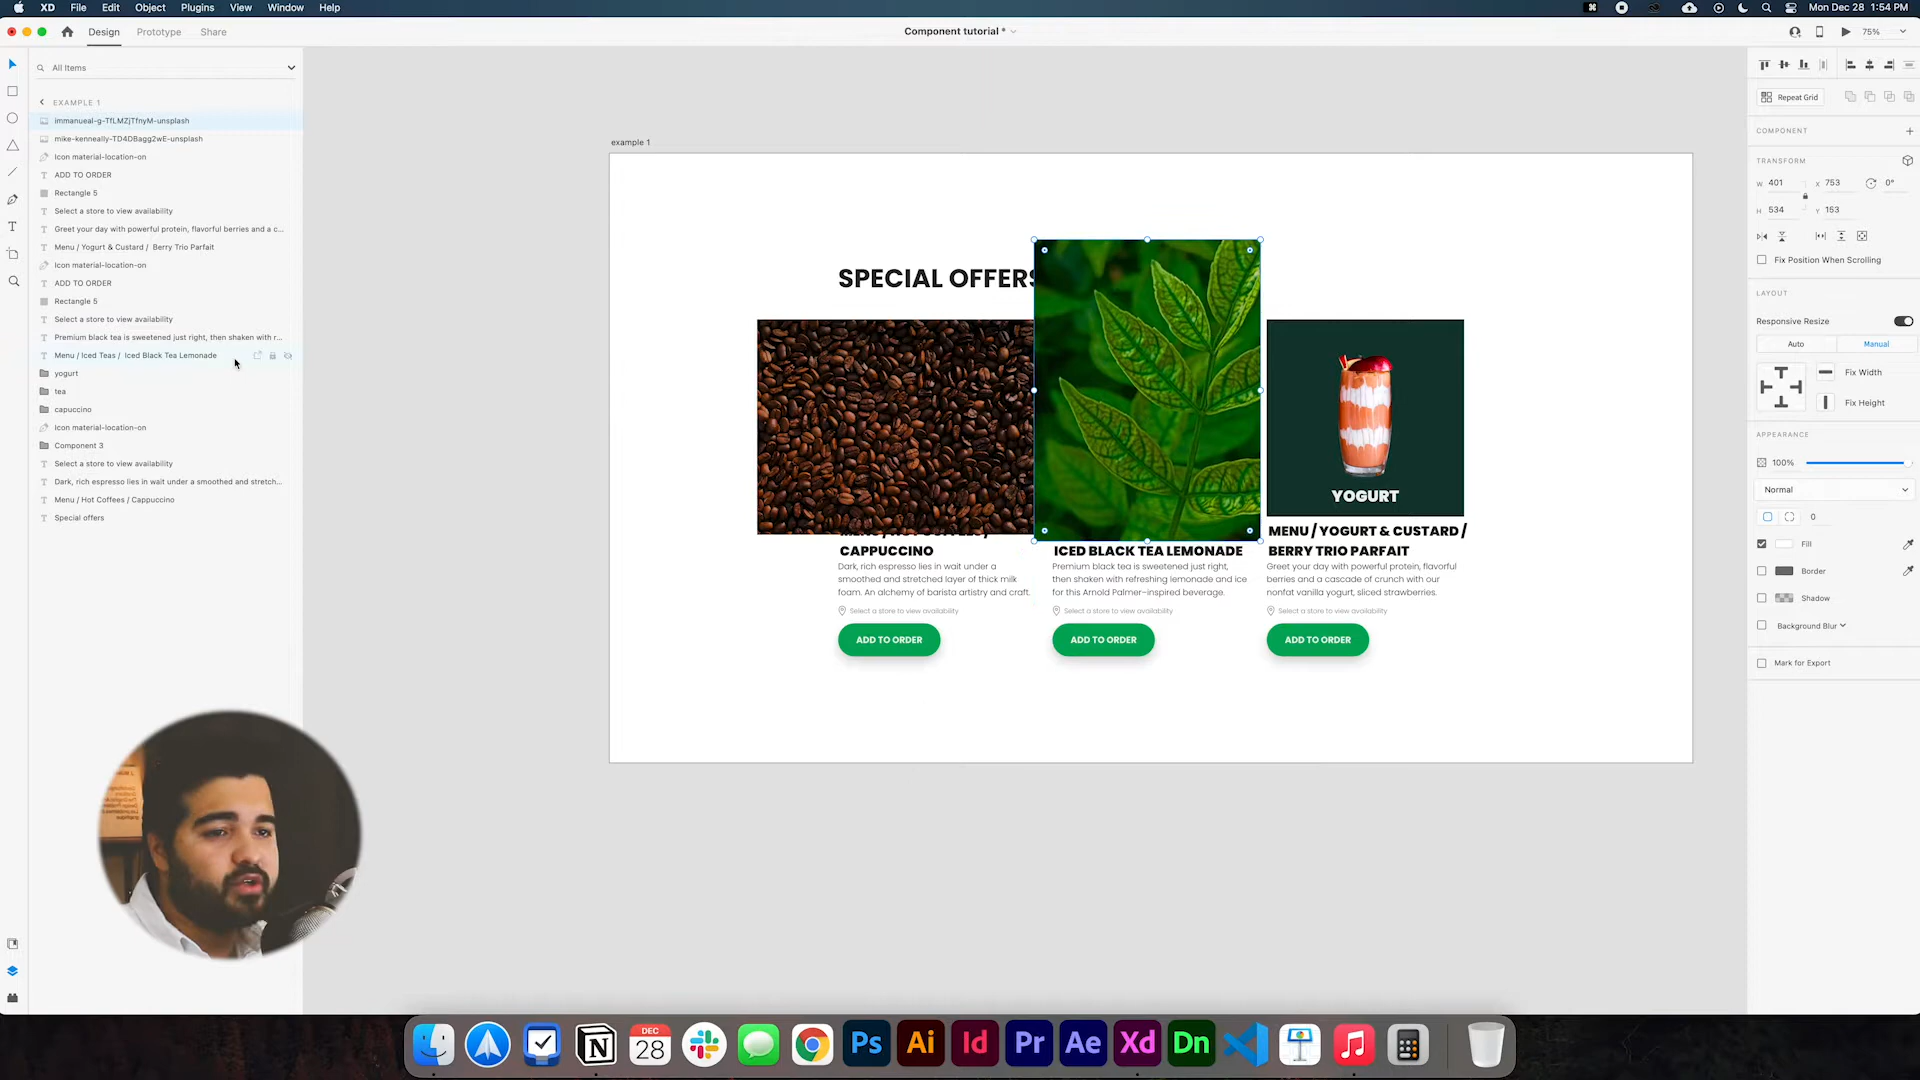 XD File Edit Object Plugins View Window Help
Mon Dec 28 1:54 PM
Design Prototype Share
Component tutorial *
75%
All Items
EXAMPLE 1
immanueal-g-TfLMZjTfnyM-unsplash
mike-kenneally-TD4DBagg2wE-unsplash
Icon material-location-on
ADD TO ORDER
Rectangle 5
Select a store to view availability
Greet your day with powerful protein, flavorful berries and a c...
Menu / Yogurt & Custard / Berry Trio Parfait
Icon material-location-on
ADD TO ORDER
Rectangle 5
Select a store to view availability
Premium black tea is sweetened just right, then shaken with r...
Menu / Iced Teas / Iced Black Tea Lemonade
yogurt
tea
capuccino
Icon material-location-on
Component 3
Select a store to view availability
Dark, rich espresso lies in wait under a smoothed and stretch...
Menu / Hot Coffees / Cappuccino
Special offers
example 1
SPECIAL OFFERS
YOGURT
CAPPUCCINO
Dark, rich espresso lies in wait under a
smoothed and stretched layer of thick milk
foam. An alchemy of barista artistry and craft.
Select a store to view availability
ADD TO ORDER
ICED BLACK TEA LEMONADE
Premium black tea is sweetened just right,
then shaken with refreshing lemonade and ice
for this Arnold Palmer–inspired beverage.
Select a store to view availability
ADD TO ORDER
MENU / YOGURT & CUSTARD /
BERRY TRIO PARFAIT
Greet your day with powerful protein, flavorful
berries and a cascade of crunch with our
nonfat vanilla yogurt, sliced strawberries.
Select a store to view availability
ADD TO ORDER
Repeat Grid
COMPONENT
TRANSFORM
W 401 X 753 0°
H 534 Y 153
Fix Position When Scrolling
LAYOUT
Responsive Resize
Auto Manual
Fix Width
Fix Height
APPEARANCE
100%
Normal
0
Fill
Border
Shadow
Background Blur
Mark for Export
DEC
28
Ps Ai Id Pr Ae Xd Dn